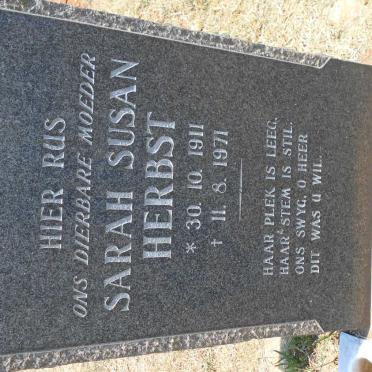 HIER RUS
ONS DIERBARE MOEDER
SARAH SUSAN
HERBST
* 30. 10. 1911
† 11. 8. 1971
HAAR PLEK IS LEEG,
HAAR STEM IS STIL.
ONS SWYG, O HEER
DIT WAS U WIL.